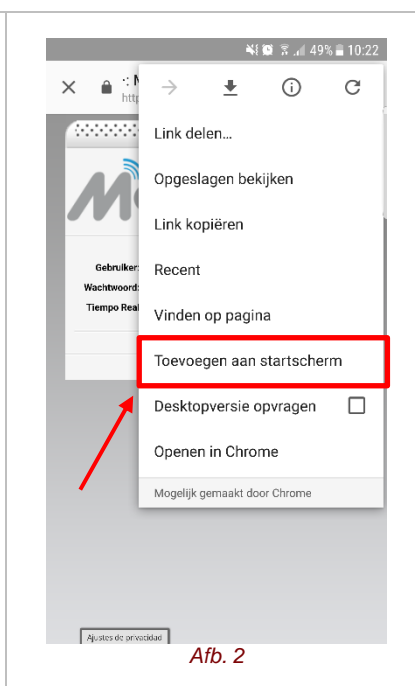 49% 10:22
http
Link delen...
Opgeslagen bekijken
Link kopiëren
Gebruiker:
Recent
Wachtwoord:
Tiempo Real
Vinden op pagina
Toevoegen aan startscherm
Desktopversie opvragen
Openen in Chrome
Mogelijk gemaakt door Chrome
Ajustes de privacidad
Afb. 2